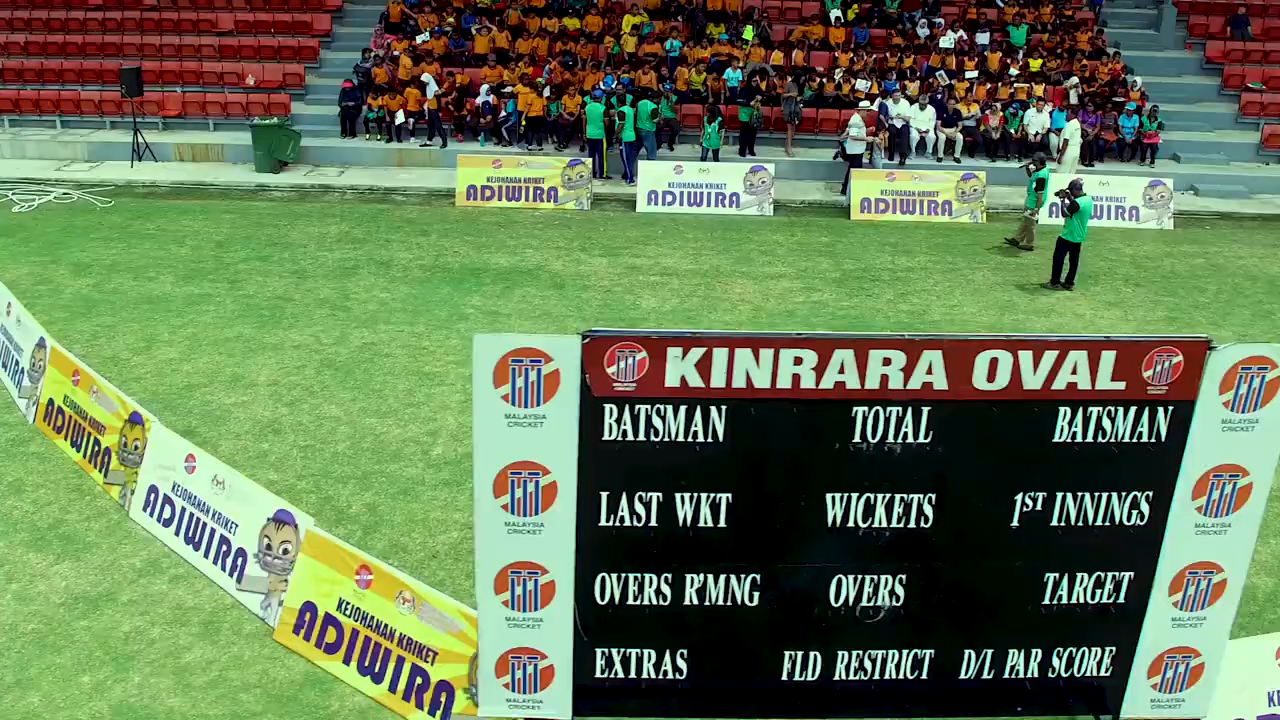 KEJOHANAN KRIKET
ADIWIRA
KEJOHANAN KRIKET
ADIWIRA
KEJOHANAN KRIKET
ADIWIRA
KRIKET
KEJOHANAN KRIKET
ADIWIRA
KEJOHANAN KRIKET
ADIWIRA
KEJOHANAN KRIKET
ADIWIRA
KINRARA OVAL
BATSMAN TOTAL BATSMAN
LAST WKT WICKETS 1ST INNINGS
OVERS R'MNG OVERS TARGET
EXTRAS FLD RESTRICT D/L PAR SCORE
MALAYSIA
CRICKET
MALAYSIA
CRICKET
MALAYSIA
CRICKET
MALAYSIA
CRICKET
MALAYSIA
CRICKET
MALAYSIA
CRICKET
MALAYSIA
CRICKET
MALAYSIA
CRICKET